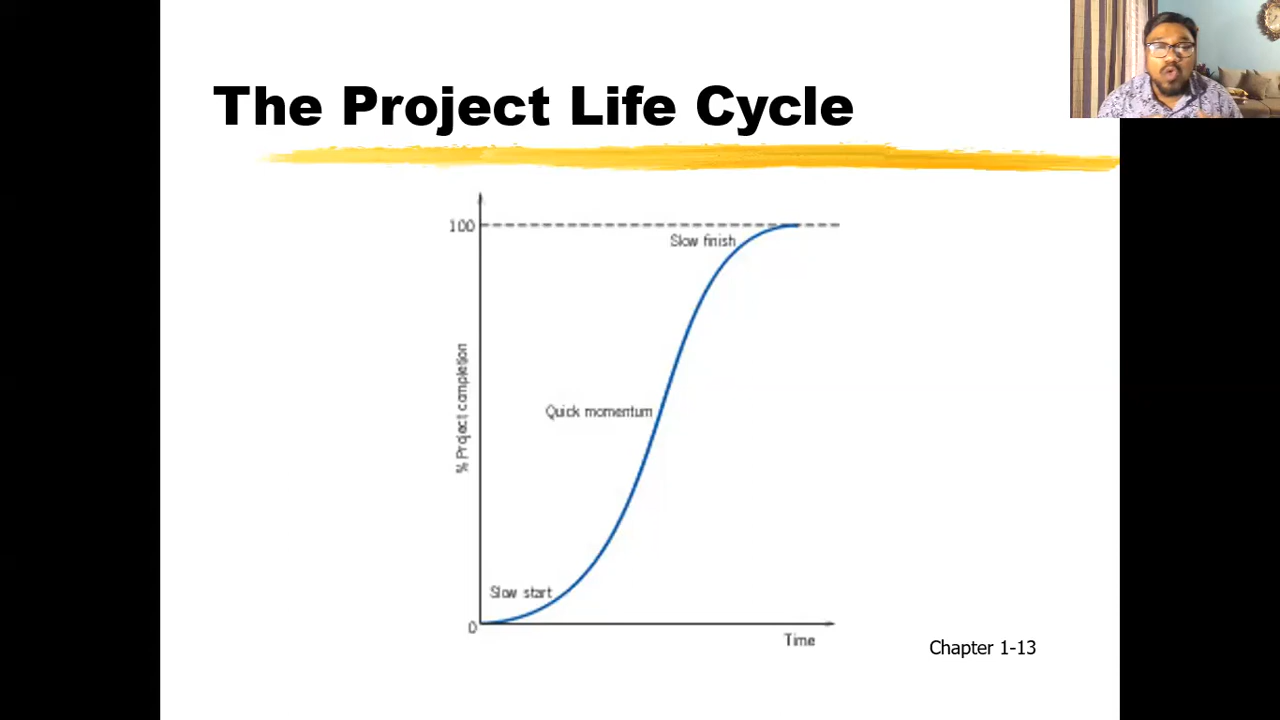 The Project Life Cycle
100
Slow finish
% Project completion
Quick momentum
Slow start
0
Time
Chapter 1-13